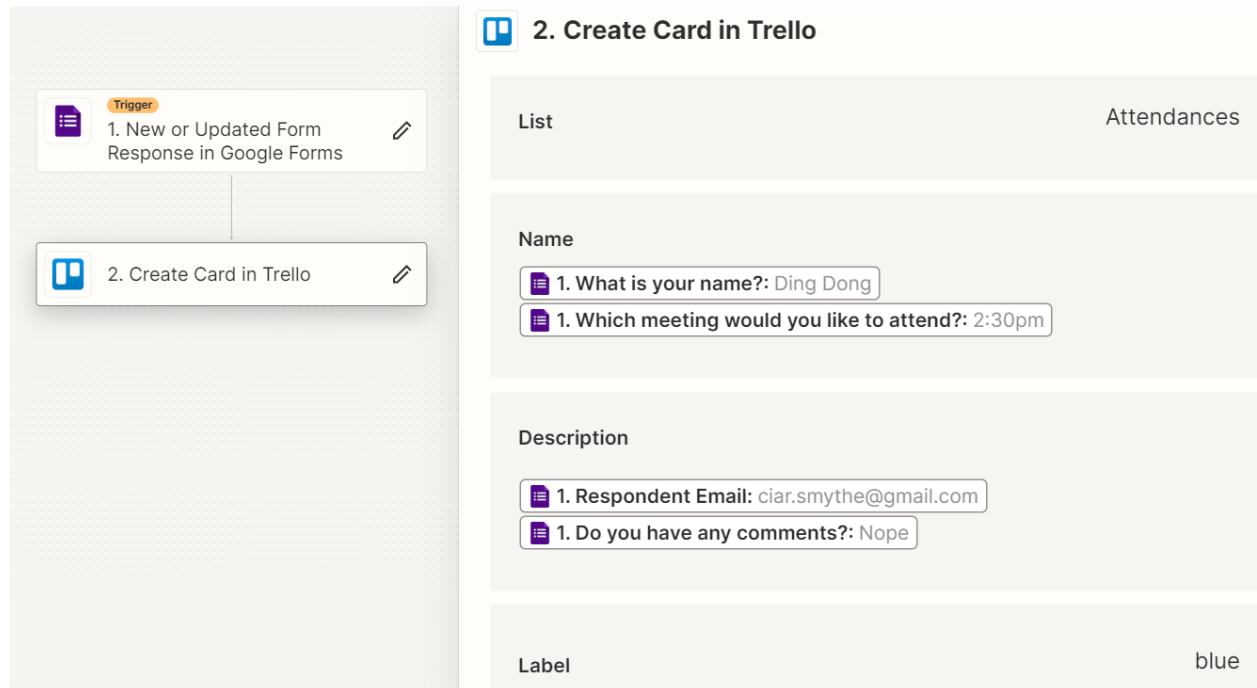 Trigger
1. New or Updated Form
Response in Google Forms
2. Create Card in Trello
2. Create Card in Trello
List
Attendances
Name
1. What is your name?: Ding Dong
1. Which meeting would you like to attend?: 2:30pm
Description
1. Respondent Email: ciar.smythe@gmail.com
1. Do you have any comments?: Nope
Label
blue